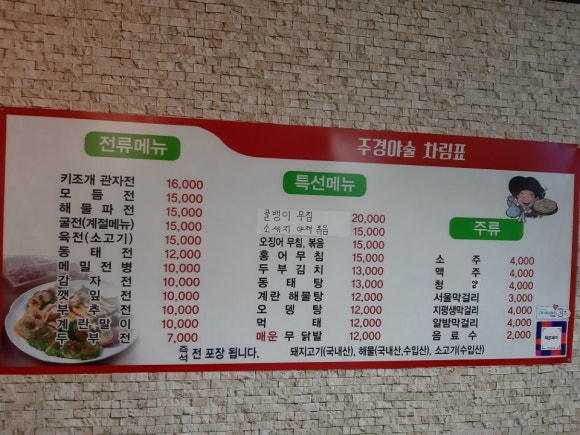 주경야술 차림표
전류메뉴
키조개 관자전 16,000
모듬전 15,000
해물파전 15,000
굴전(계절메뉴) 15,000
육전(소고기) 15,000
동태전 12,000
메밀전병 10,000
감자전 10,000
깻잎전 10,000
부추전 10,000
계란말이 10,000
두부전 7,000
특선메뉴
골뱅이 무침 20,000
소세지 야채 볶음 15,000
오징어 무침, 볶음 15,000
홍어무침 15,000
두부김치 13,000
동태탕 13,000
계란 해물탕 12,000
오뎅탕 12,000
먹태 12,000
매운 무닭발 12,000
주류
소주 4,000
맥주 4,000
청양 4,000
서울막걸리 3,000
지평생막걸리 4,000
알밤막걸리 4,000
음료수 2,000
즉석 전 포장 됩니다. 돼지고기(국내산), 해물(국내산,수입산), 소고기(수입산)